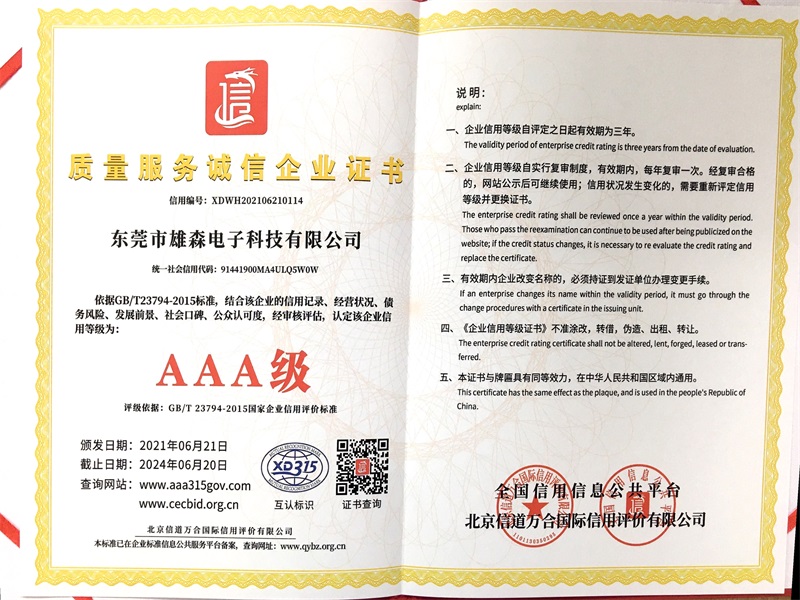 信
质量服务诚信企业证书
信用编号：XDWH202106210114
东莞市雄森电子科技有限公司
统一社会信用代码：91441900MA4ULQ5W0W
依据GB/T23794-2015标准，结合该企业的信用记录、经营状况、债
务风险、发展前景、社会口碑、公众认可度，经审核评估，认定该企业信
用等级为：
AAA级
评级依据：GB/T 23794-2015国家企业信用评价标准
颁发日期：2021年06月21日
截止日期：2024年06月20日
查询网站：www.aaa315gov.com
www.cecbid.org.cn
XD315
互认标识
证书查询
北京信道万合国际信用评价有限公司
本标准已在企业标准信息公共服务平台备案，查询网址：www.qybz.org.cn
说明：
explain:
一、企业信用等级自评定之日起有效期为三年。
The validity period of enterprise credit rating is three years from the date of evaluation.
二、企业信用等级自实行复审制度，有效期内，每年复审一次。经复审合格
的，网站公示后可继续使用；信用状况发生变化的，需要重新评定信用
等级并更换证书。
The enterprise credit rating shall be reviewed once a year within the validity period.
Those who pass the reexamination can continue to be used after being publicized on the
website; if the credit status changes, it is necessary to re evaluate the credit rating and
replace the certificate.
三、有效期内企业改变名称的，必须持证到发证单位办理变更手续。
If an enterprise changes its name within the validity period, it must go through the
change procedures with a certificate in the issuing unit.
四、《企业信用等级证书》不准涂改，转借，伪造、出租、转让。
The enterprise credit rating certificate shall not be altered, lent, forged, leased or trans-
ferred.
五、本证书与牌匾具有同等效力，在中华人民共和国区域内通用。
This certificate has the same effect as the plaque, and is used in the people's Republic of
China.
全国信用信息公共平台
北京信道万合国际信用评价有限公司